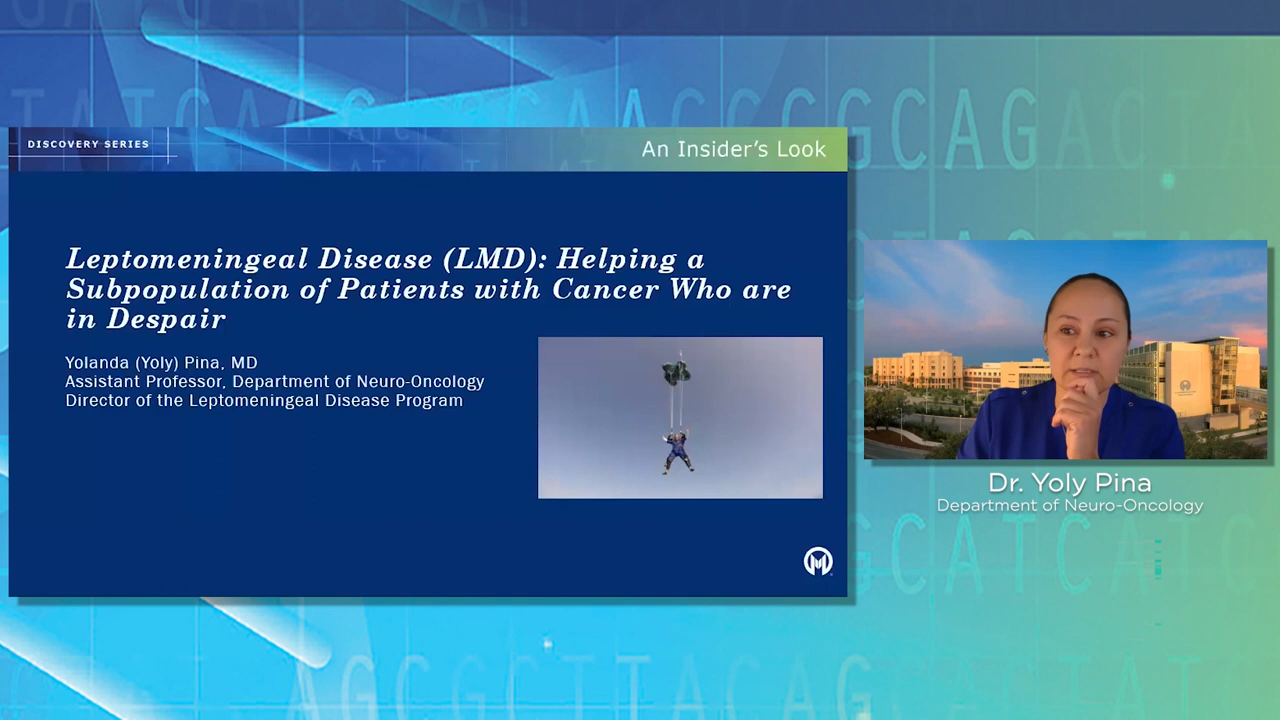 DISCOVERY SERIES
An Insider's Look
Leptomeningeal Disease (LMD): Helping a
Subpopulation of Patients with Cancer Who are
in Despair
Yolanda (Yoly) Pina, MD
Assistant Professor, Department of Neuro-Oncology
Director of the Leptomeningeal Disease Program
Dr. Yoly Pina
Department of Neuro-Oncology